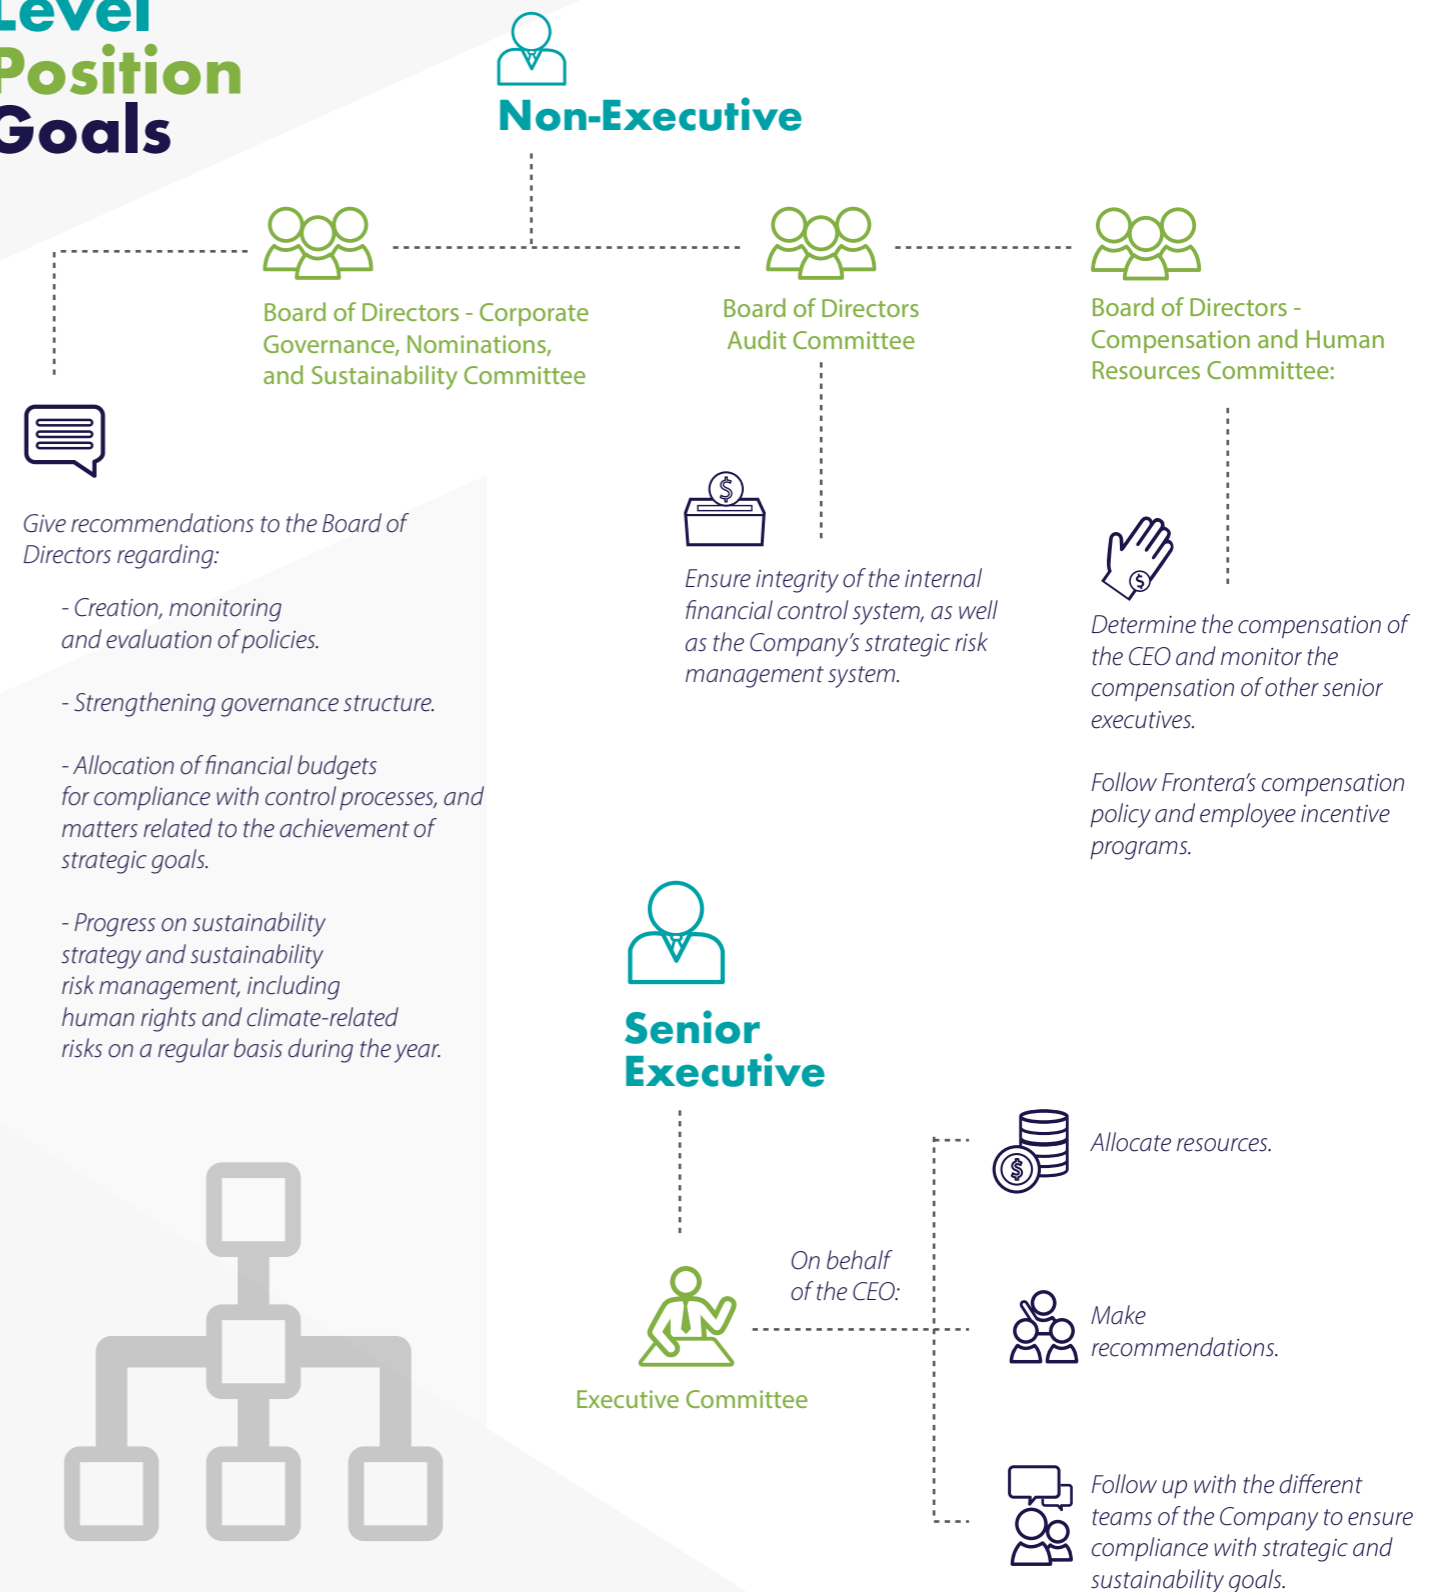 Level
Position
Goals
Non-Executive
Board of Directors - Corporate
Governance, Nominations,
and Sustainability Committee
Give recommendations to the Board of
Directors regarding:
- Creation, monitoring
and evaluation of policies.
- Strengthening governance structure.
- Allocation of financial budgets
for compliance with control processes, and
matters related to the achievement of
strategic goals.
- Progress on sustainability
strategy and sustainability
risk management, including
human rights and climate-related
risks on a regular basis during the year.
Board of Directors
Audit Committee
$
Ensure integrity of the internal
financial control system, as well
as the Company's strategic risk
management system.
Board of Directors -
Compensation and Human
Resources Committee:
$
Determine the compensation of
the CEO and monitor the
compensation of other senior
executives.
Follow Frontera's compensation
policy and employee incentive
programs.
Senior
Executive
Executive Committee
On behalf
of the CEO:
$
Allocate resources.
Make
recommendations.
Follow up with the different
teams of the Company to ensure
compliance with strategic and
sustainability goals.